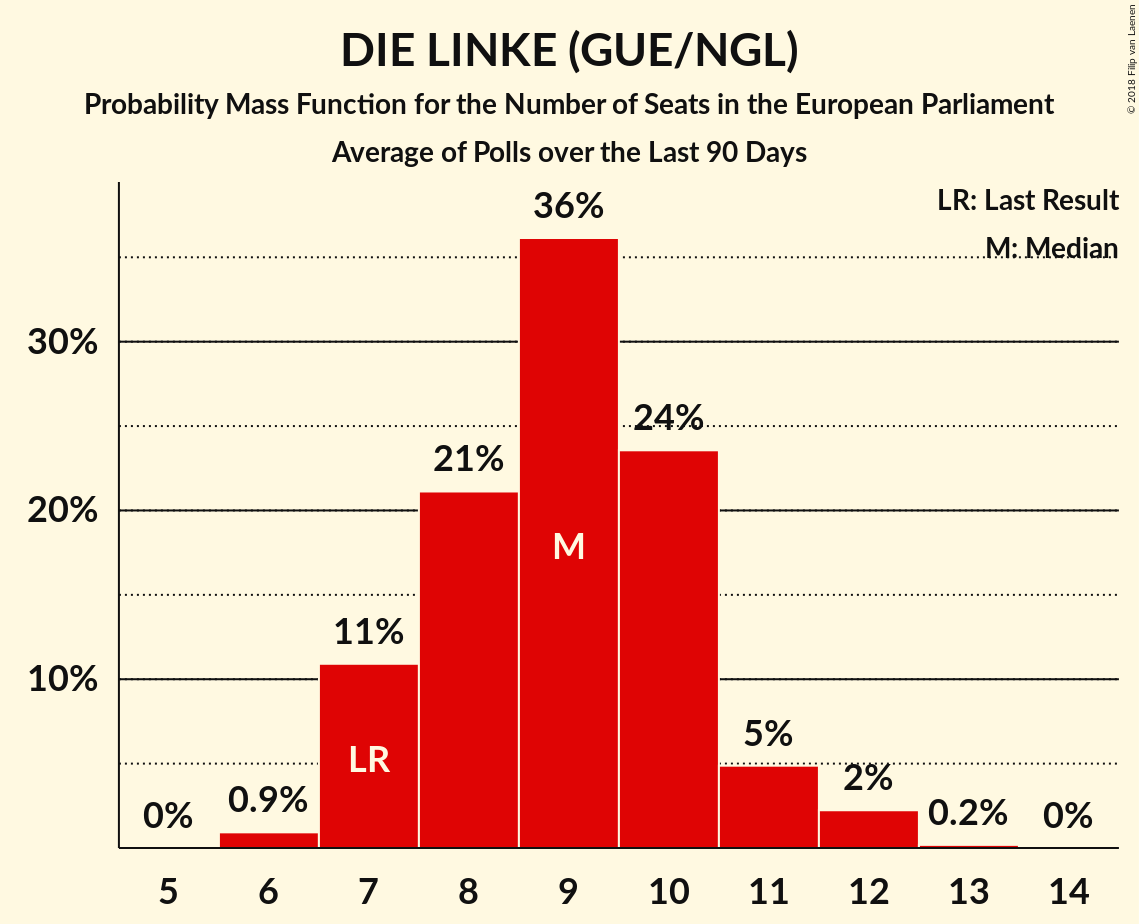 DIE LINKE (GUE/NGL)
Probability Mass Function for the Number of Seats in the European Parliament
Average of Polls over the Last 90 Days
© 2018 Filip van Laenen
LR: Last Result
M: Median
36%
30%
24%
21%
20%
M
11%
10%
LR
5%
2%
0.9%
0.2%
0%
0%
5 6 7 8 9 10 11 12 13 14